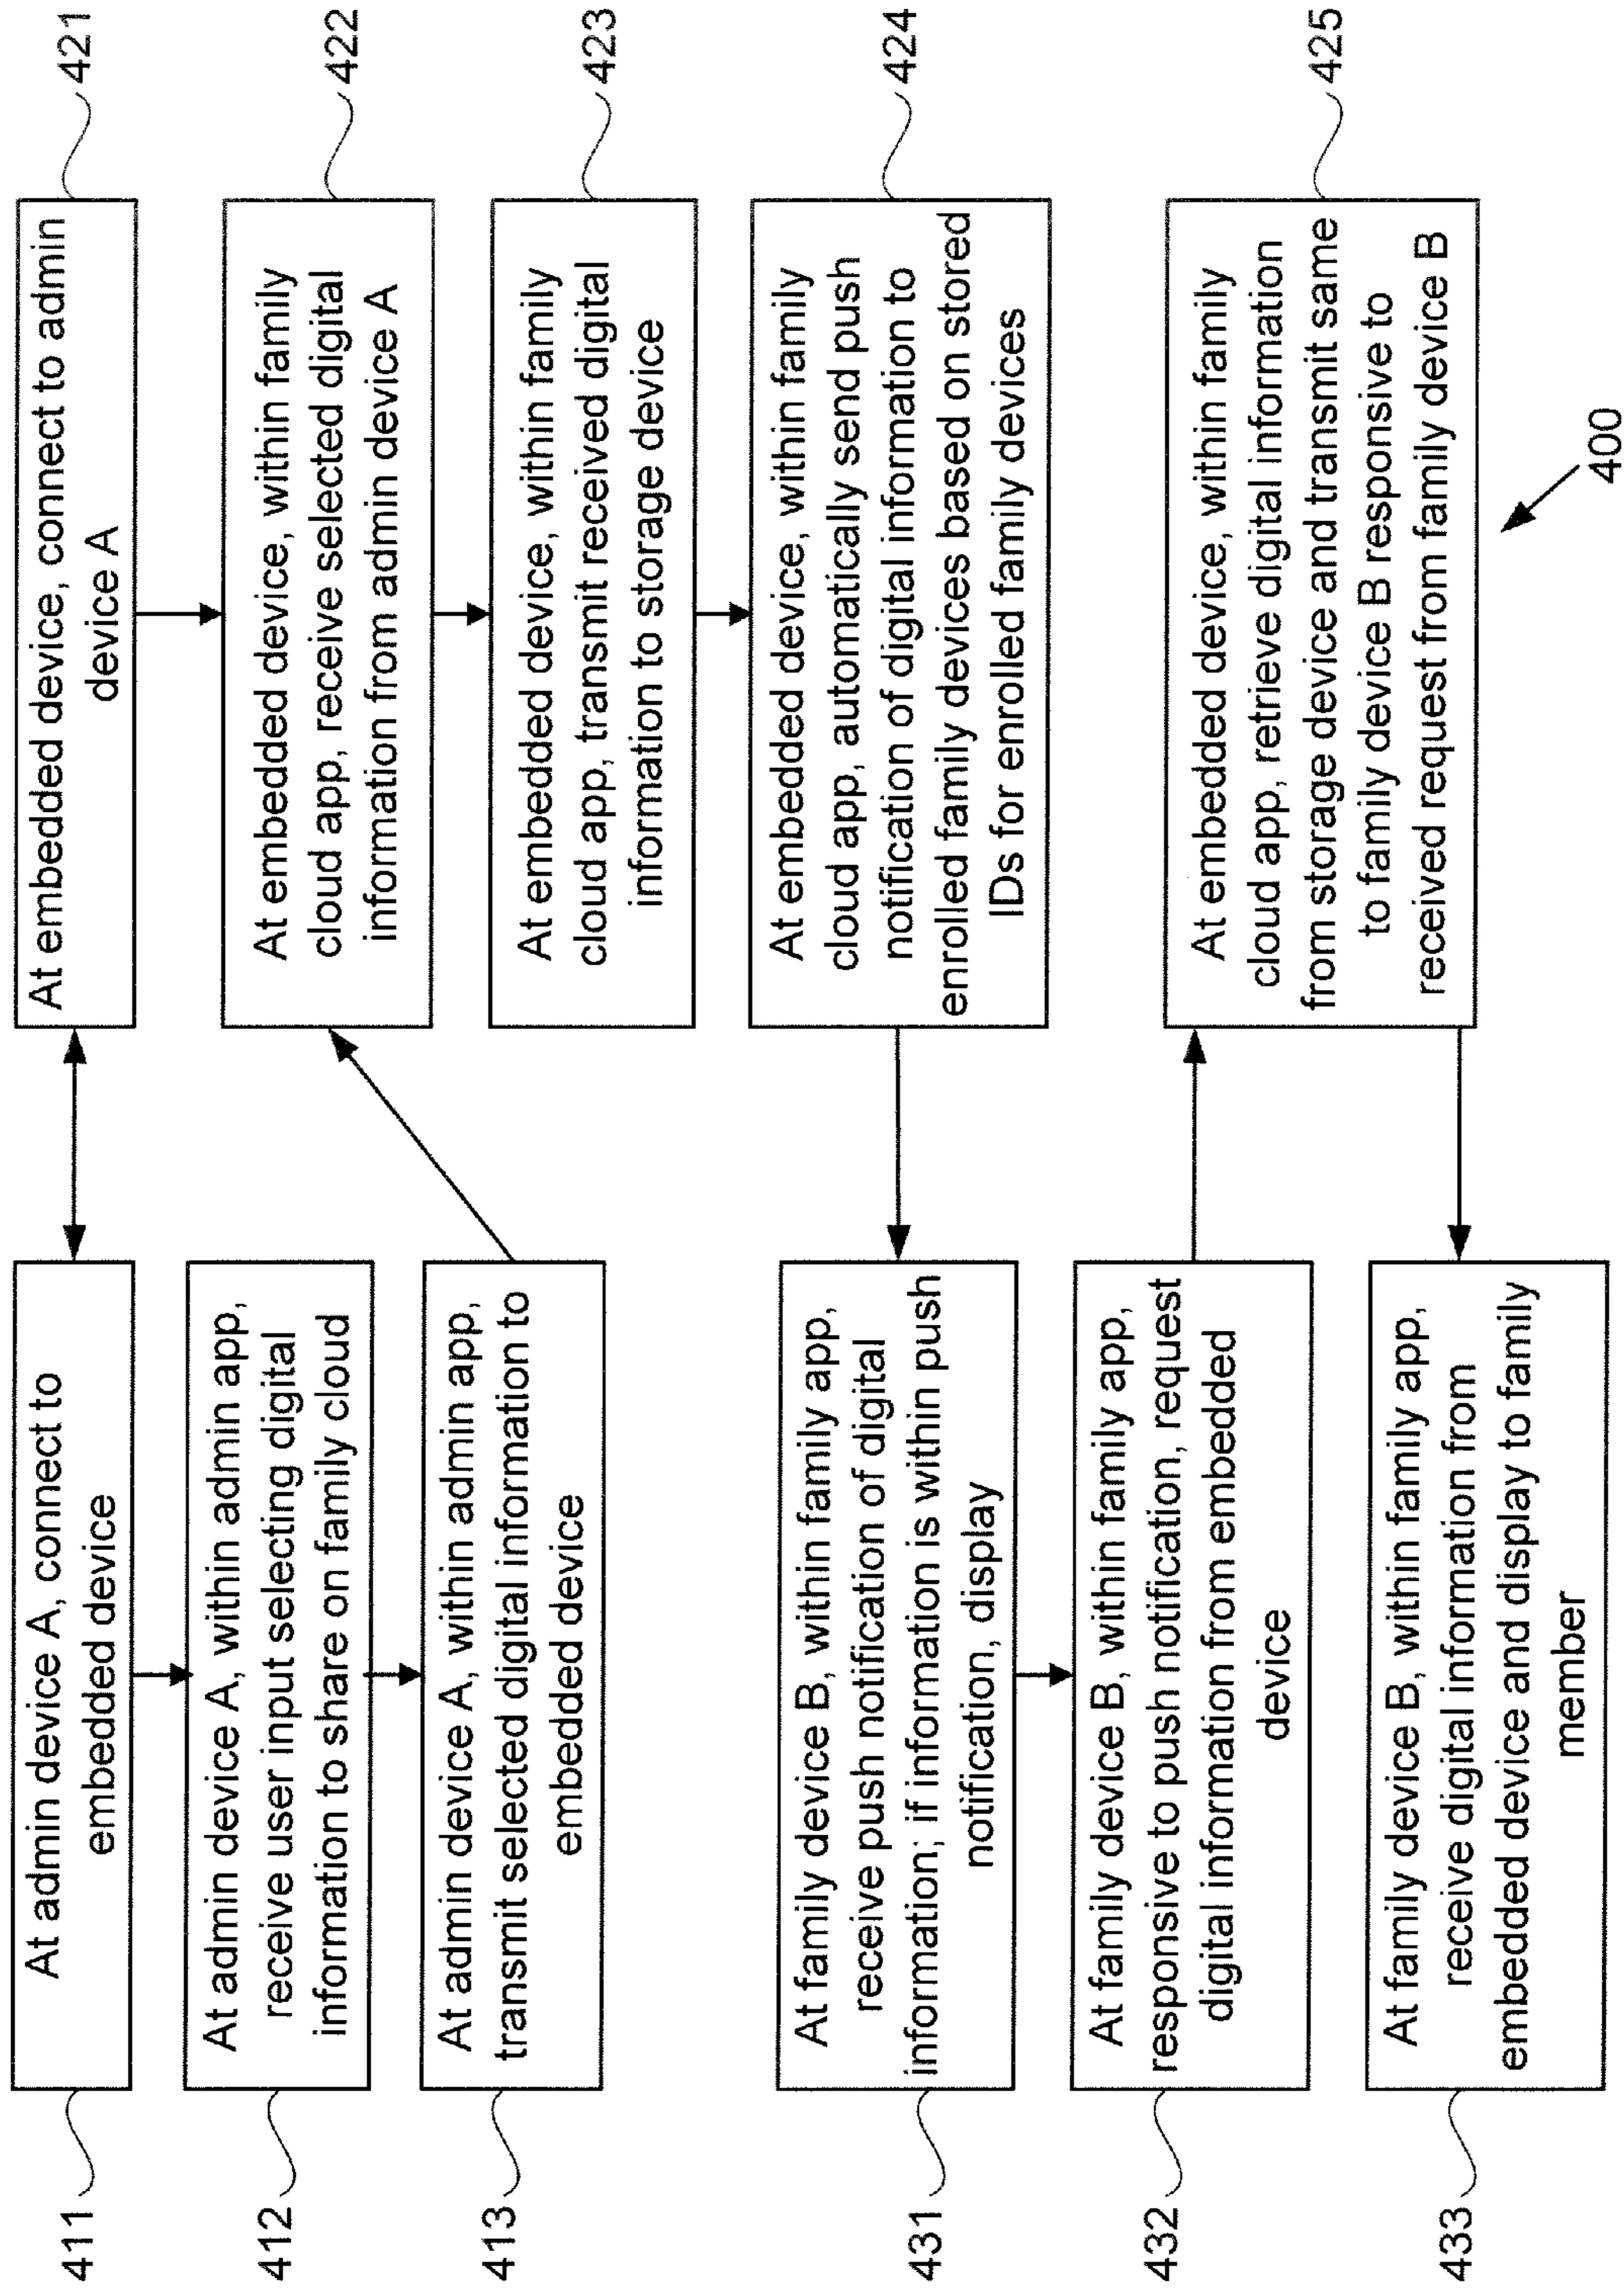 411
At admin device A, connect to
embedded device
412
At admin device A, within admin app,
receive user input selecting digital
information to share on family cloud
413
At admin device A, within admin app,
transmit selected digital information to
embedded device
431
At family device B, within family app,
receive push notification of digital
information; if information is within push
notification, display
432
At family device B, within family app,
responsive to push notification, request
digital information from embedded
device
433
At family device B, within family app,
receive digital information from
embedded device and display to family
member
421
At embedded device, connect to admin
device A
422
At embedded device, within family
cloud app, receive selected digital
information from admin device A
423
At embedded device, within family
cloud app, transmit received digital
information to storage device
424
At embedded device, within family
cloud app, automatically send push
notification of digital information to
enrolled family devices based on stored
IDs for enrolled family devices
425
At embedded device, within family
cloud app, retrieve digital information
from storage device and transmit same
to family device B responsive to
received request from family device B
400